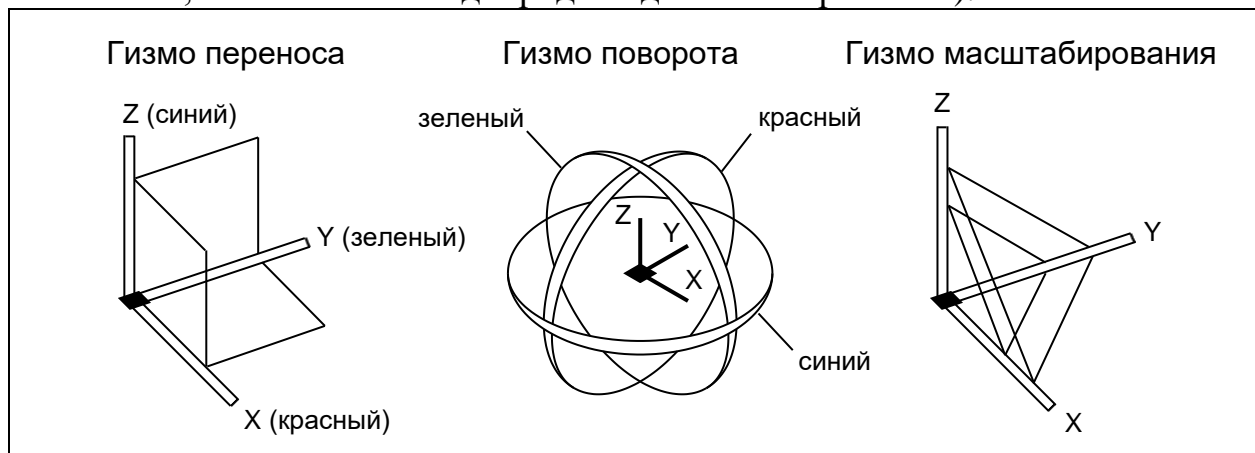 Гизмо переноса
Гизмо поворота
Гизмо масштабирования
Z (синий)
Y (зеленый)
X (красный)
зеленый
красный
Z
Y
X
синий
Z
Y
X